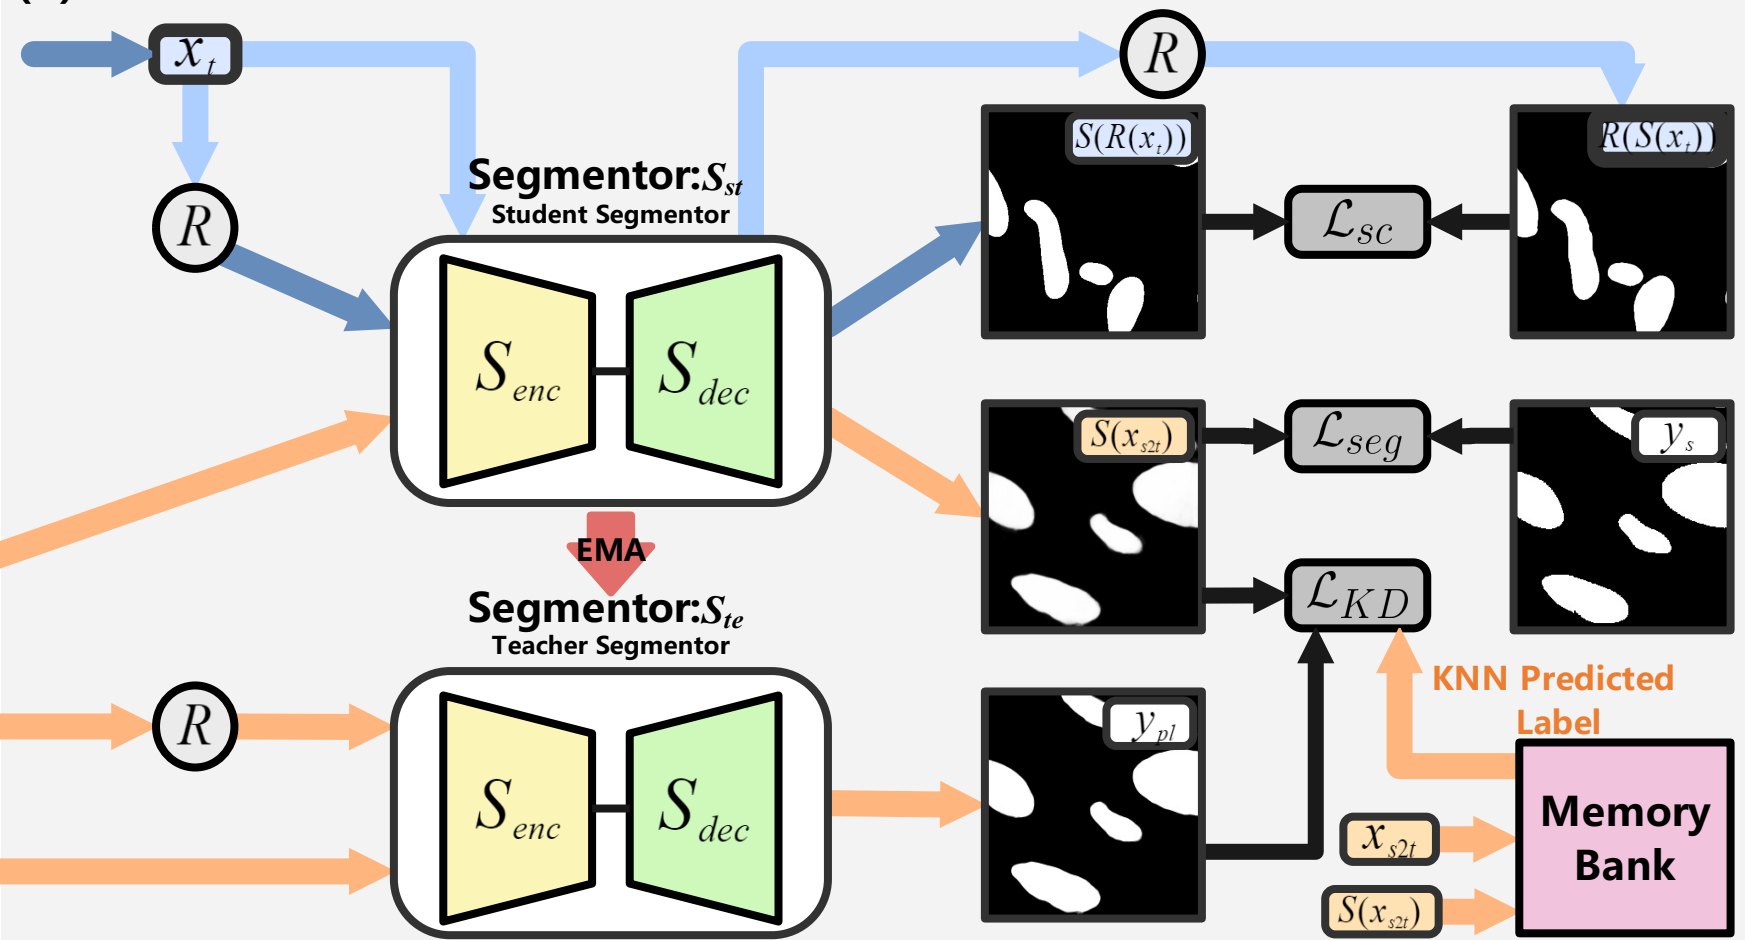 x_t
R
S(R(x_t))
R(S(x_t))
Segmentor:S_st
Student Segmentor
R
L_sc
S_enc
S_dec
S(x_s2t)
L_seg
y_s
EMA
L_KD
Segmentor:S_te
Teacher Segmentor
KNN Predicted
Label
R
y_pl
S_enc
S_dec
Memory
Bank
x_s2t
S(x_s2t)